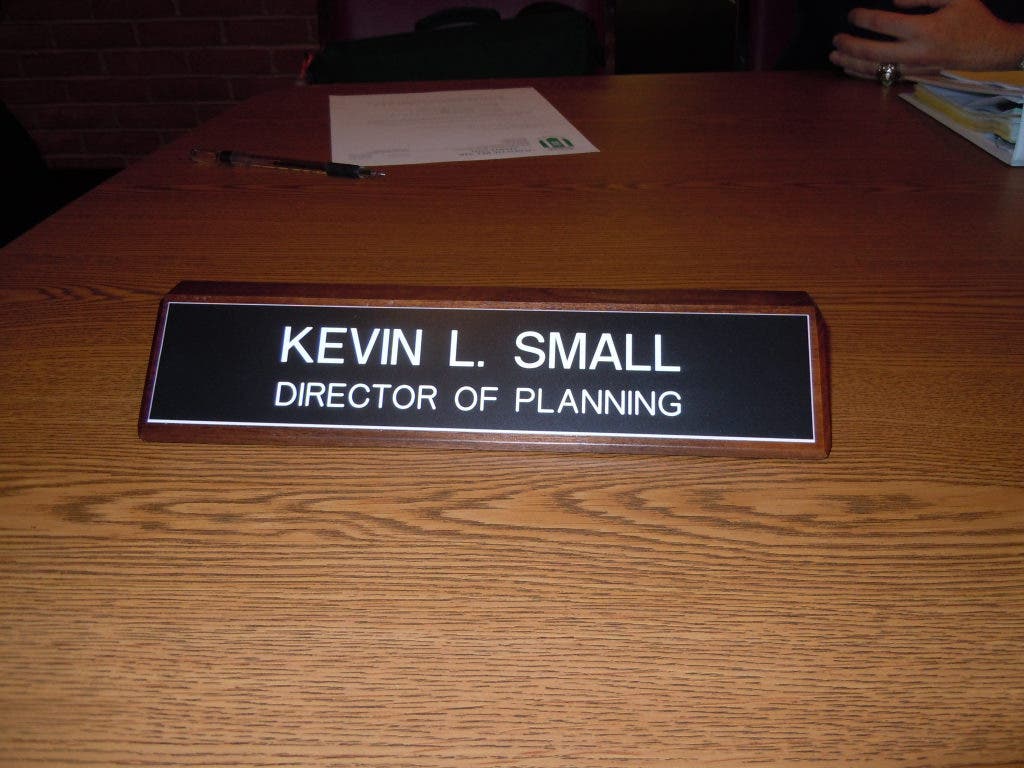 KEVIN L. SMALL
DIRECTOR OF PLANNING